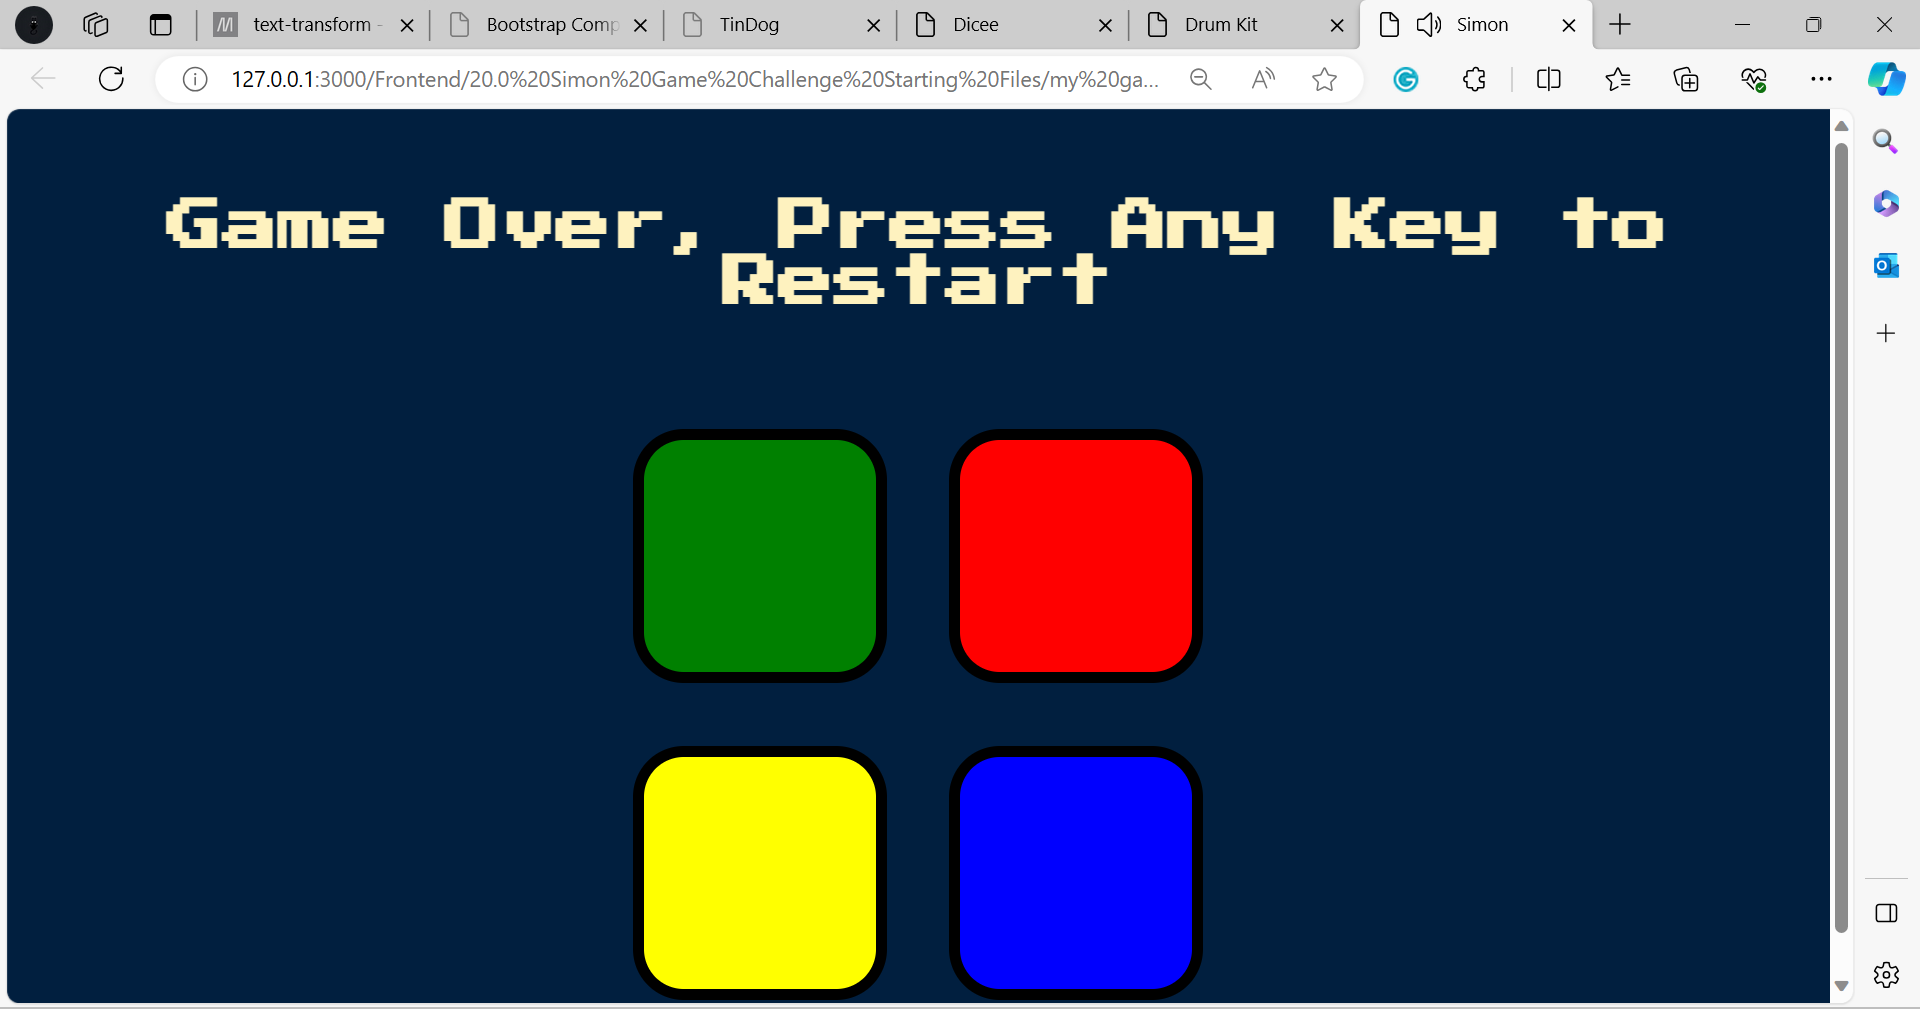 text-transform -
Bootstrap Comp
TinDog
Dicee
Drum Kit
Simon
127.0.0.1:3000/Frontend/20.0%20Simon%20Game%20Challenge%20Starting%20Files/my%20ga...
Game Over, Press Any Key to
Restart